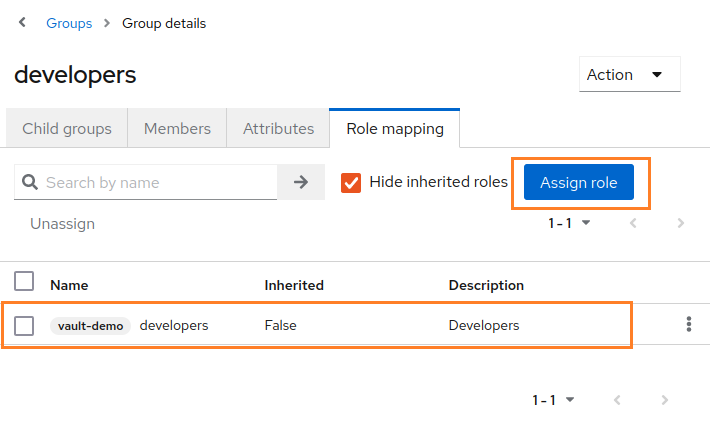 Groups Group details
developers
Action
Child groups Members Attributes Role mapping
Search by name Hide inherited roles Assign role
Unassign 1 - 1
Name Inherited Description
vault-demo developers False Developers
1 - 1